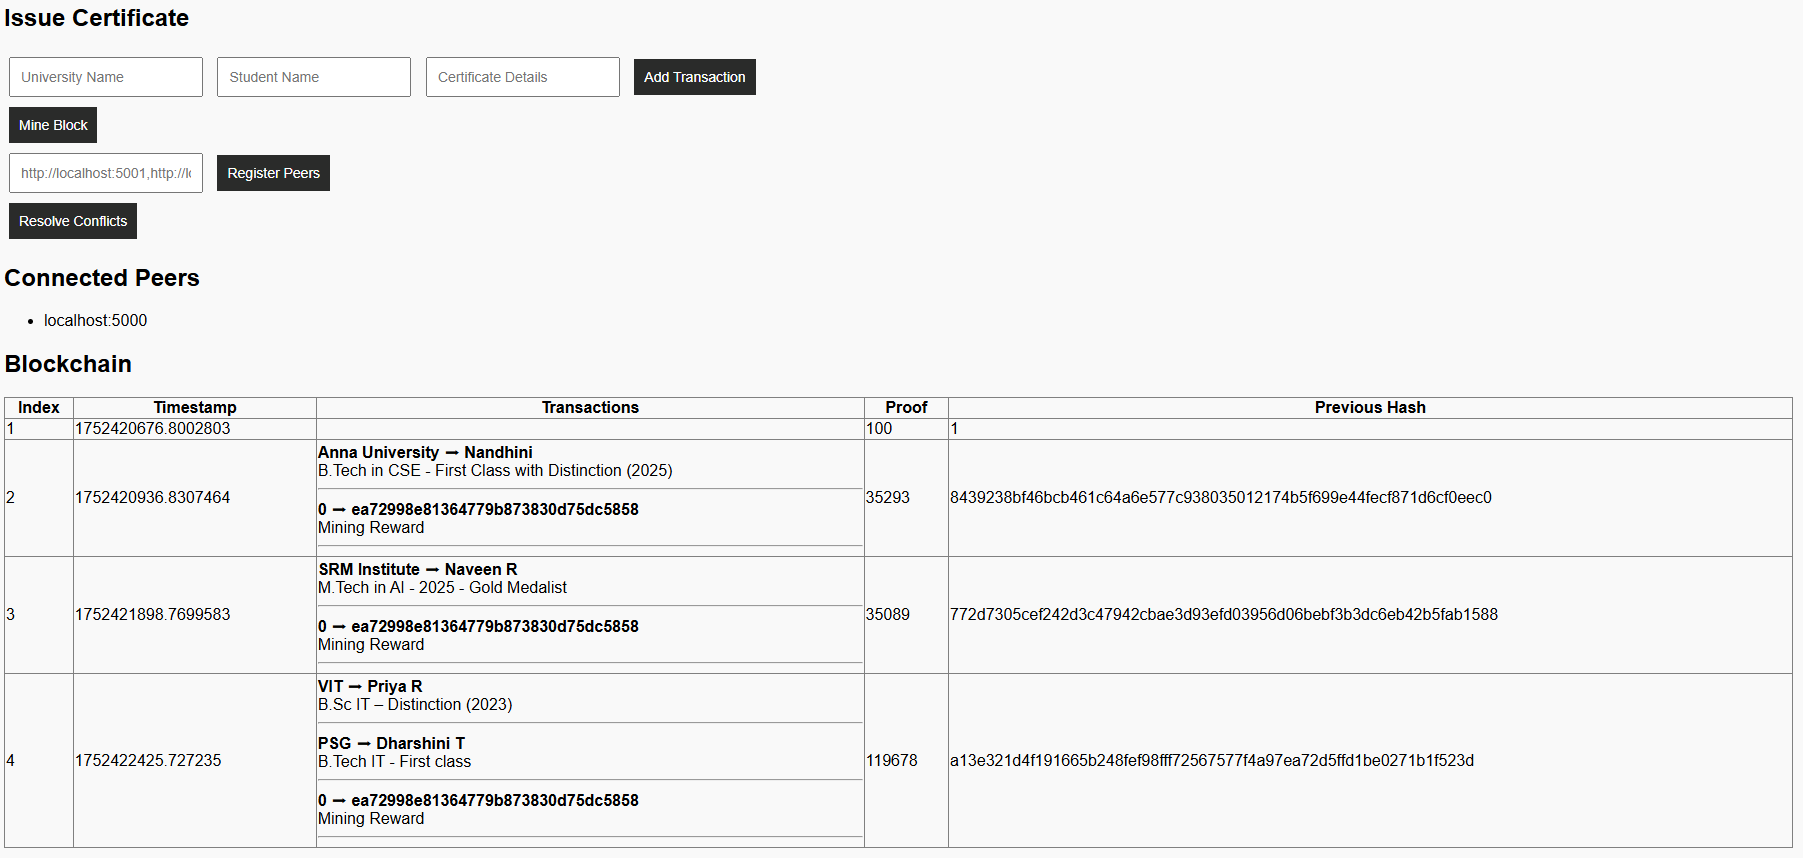 Issue Certificate
University Name Student Name Certificate Details Add Transaction
Mine Block
http://localhost:5001,http://l Register Peers
Resolve Conflicts
Connected Peers
• localhost:5000
Blockchain
Index Timestamp Transactions Proof Previous Hash
1 1752420676.8002803 100 1
Anna University → Nandhini
B.Tech in CSE - First Class with Distinction (2025)
2 1752420936.8307464 35293 8439238bf46bcb461c64a6e577c938035012174b5f699e44fecf871d6cf0eec0
0 → ea72998e81364779b873830d75dc5858
Mining Reward
SRM Institute → Naveen R
M.Tech in AI - 2025 - Gold Medalist
3 1752421898.7699583 35089 772d7305cef242d3c47942cbae3d93efd03956d06bebf3b3dc6eb42b5fab1588
0 → ea72998e81364779b873830d75dc5858
Mining Reward
VIT → Priya R
B.Sc IT – Distinction (2023)
PSG → Dharshini T
B.Tech IT - First class
4 1752422425.727235 119678 a13e321d4f191665b248fef98fff72567577f4a97ea72d5ffd1be0271b1f523d
0 → ea72998e81364779b873830d75dc5858
Mining Reward